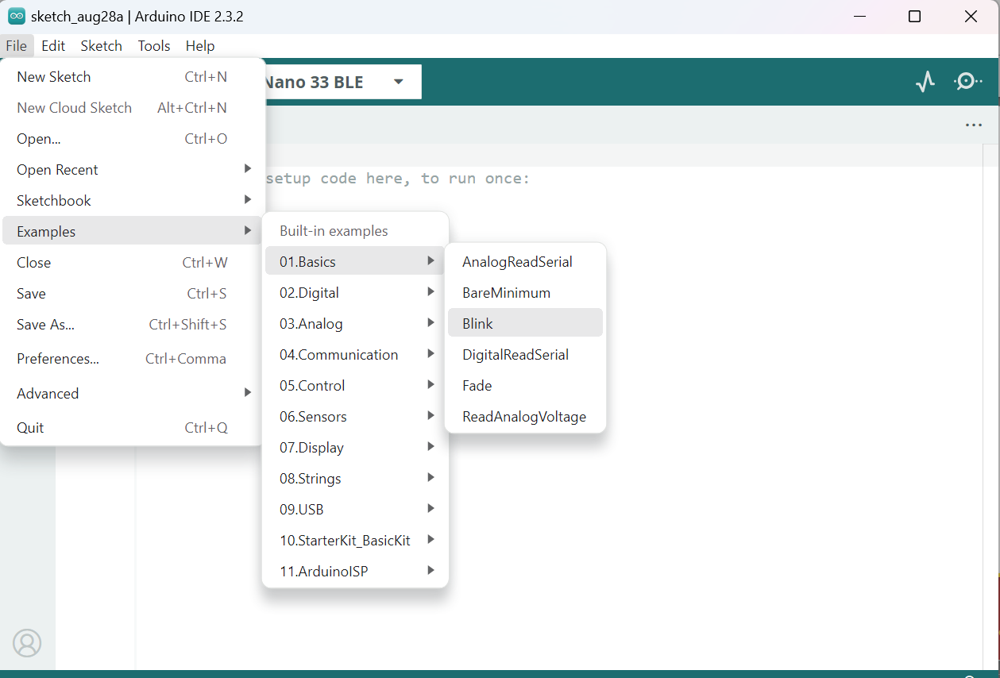 sketch_aug28a | Arduino IDE 2.3.2
File Edit Sketch Tools Help
Nano 33 BLE
New Sketch Ctrl+N
New Cloud Sketch Alt+Ctrl+N
Open... Ctrl+O
Open Recent
Sketchbook
Examples
Close Ctrl+W
Save Ctrl+S
Save As... Ctrl+Shift+S
Preferences... Ctrl+Comma
Advanced
Quit Ctrl+Q
setup code here, to run once:
Built-in examples
01.Basics
02.Digital
03.Analog
04.Communication
05.Control
06.Sensors
07.Display
08.Strings
09.USB
10.StarterKit_BasicKit
11.ArduinoISP
AnalogReadSerial
BareMinimum
Blink
DigitalReadSerial
Fade
ReadAnalogVoltage